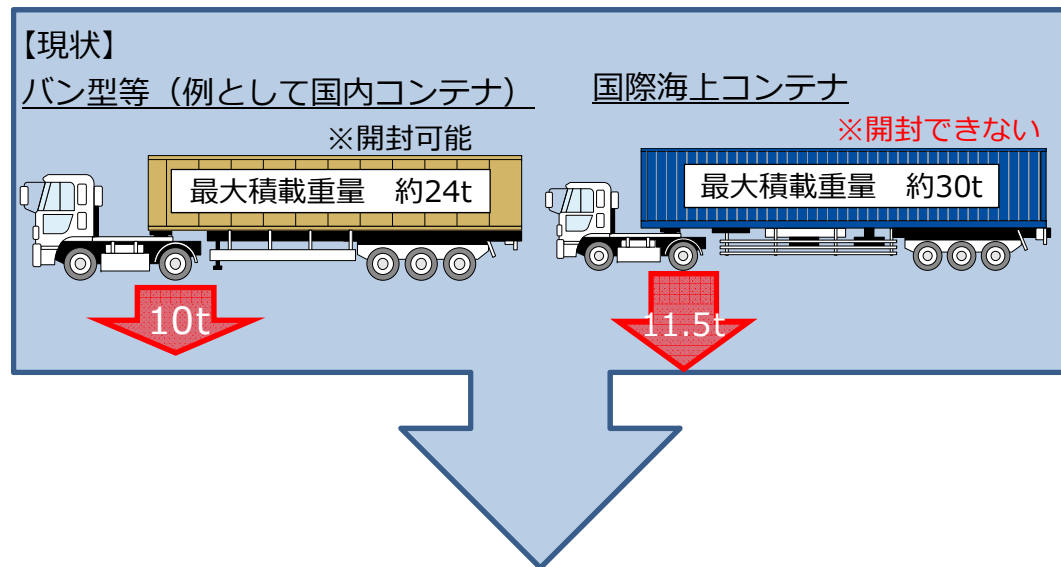 【現状】
バン型等（例として国内コンテナ）
※開封可能
最大積載重量　約24t
10t
国際海上コンテナ
※開封できない
最大積載重量　約30t
11.5t